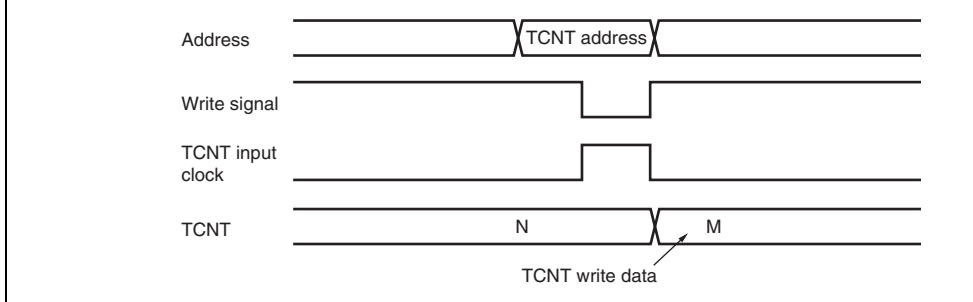 Address
TCNT address
Write signal
TCNT input
clock
TCNT
N
M
TCNT write data